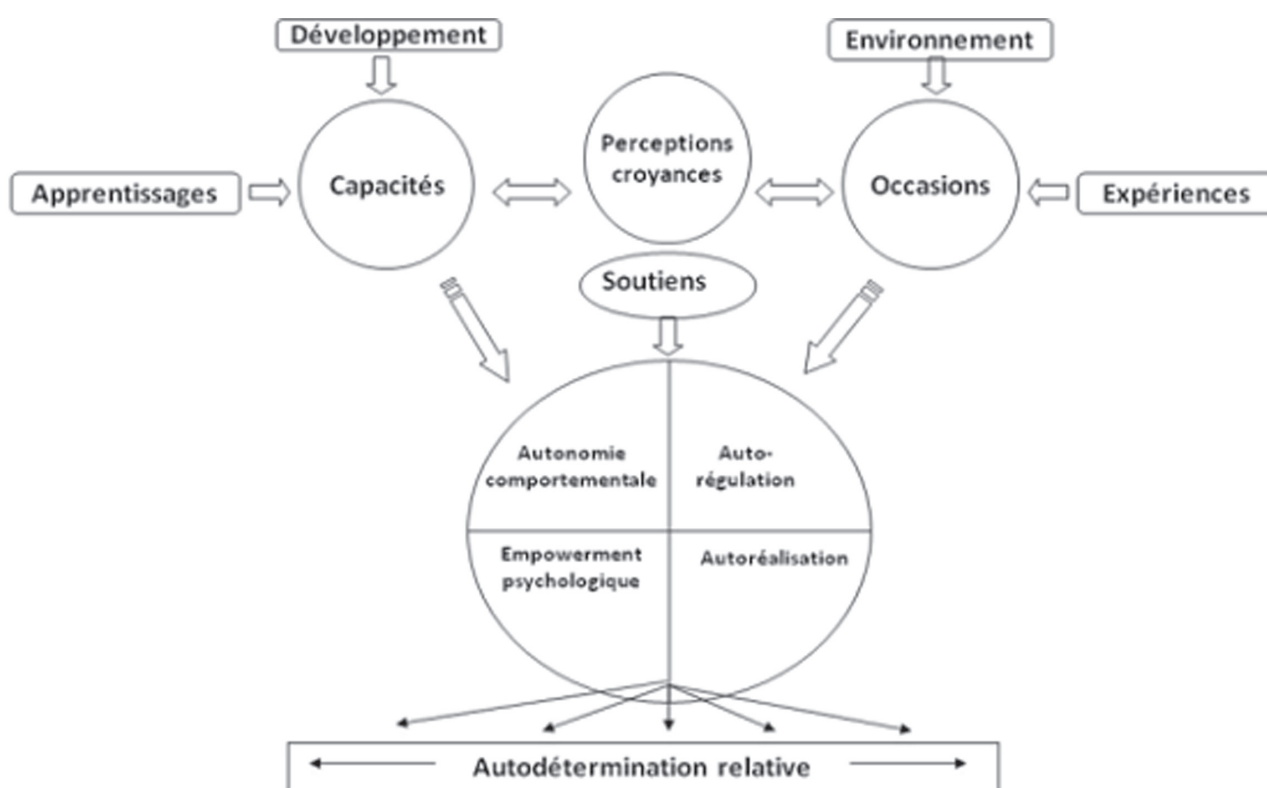 Développement
Environnement
Perceptions
croyances
Apprentissages
Capacités
Occasions
Expériences
Soutiens
Autonomie
comportementale
Auto-
régulation
Empowerment
psychologique
Autoréalisation
Autodétermination relative